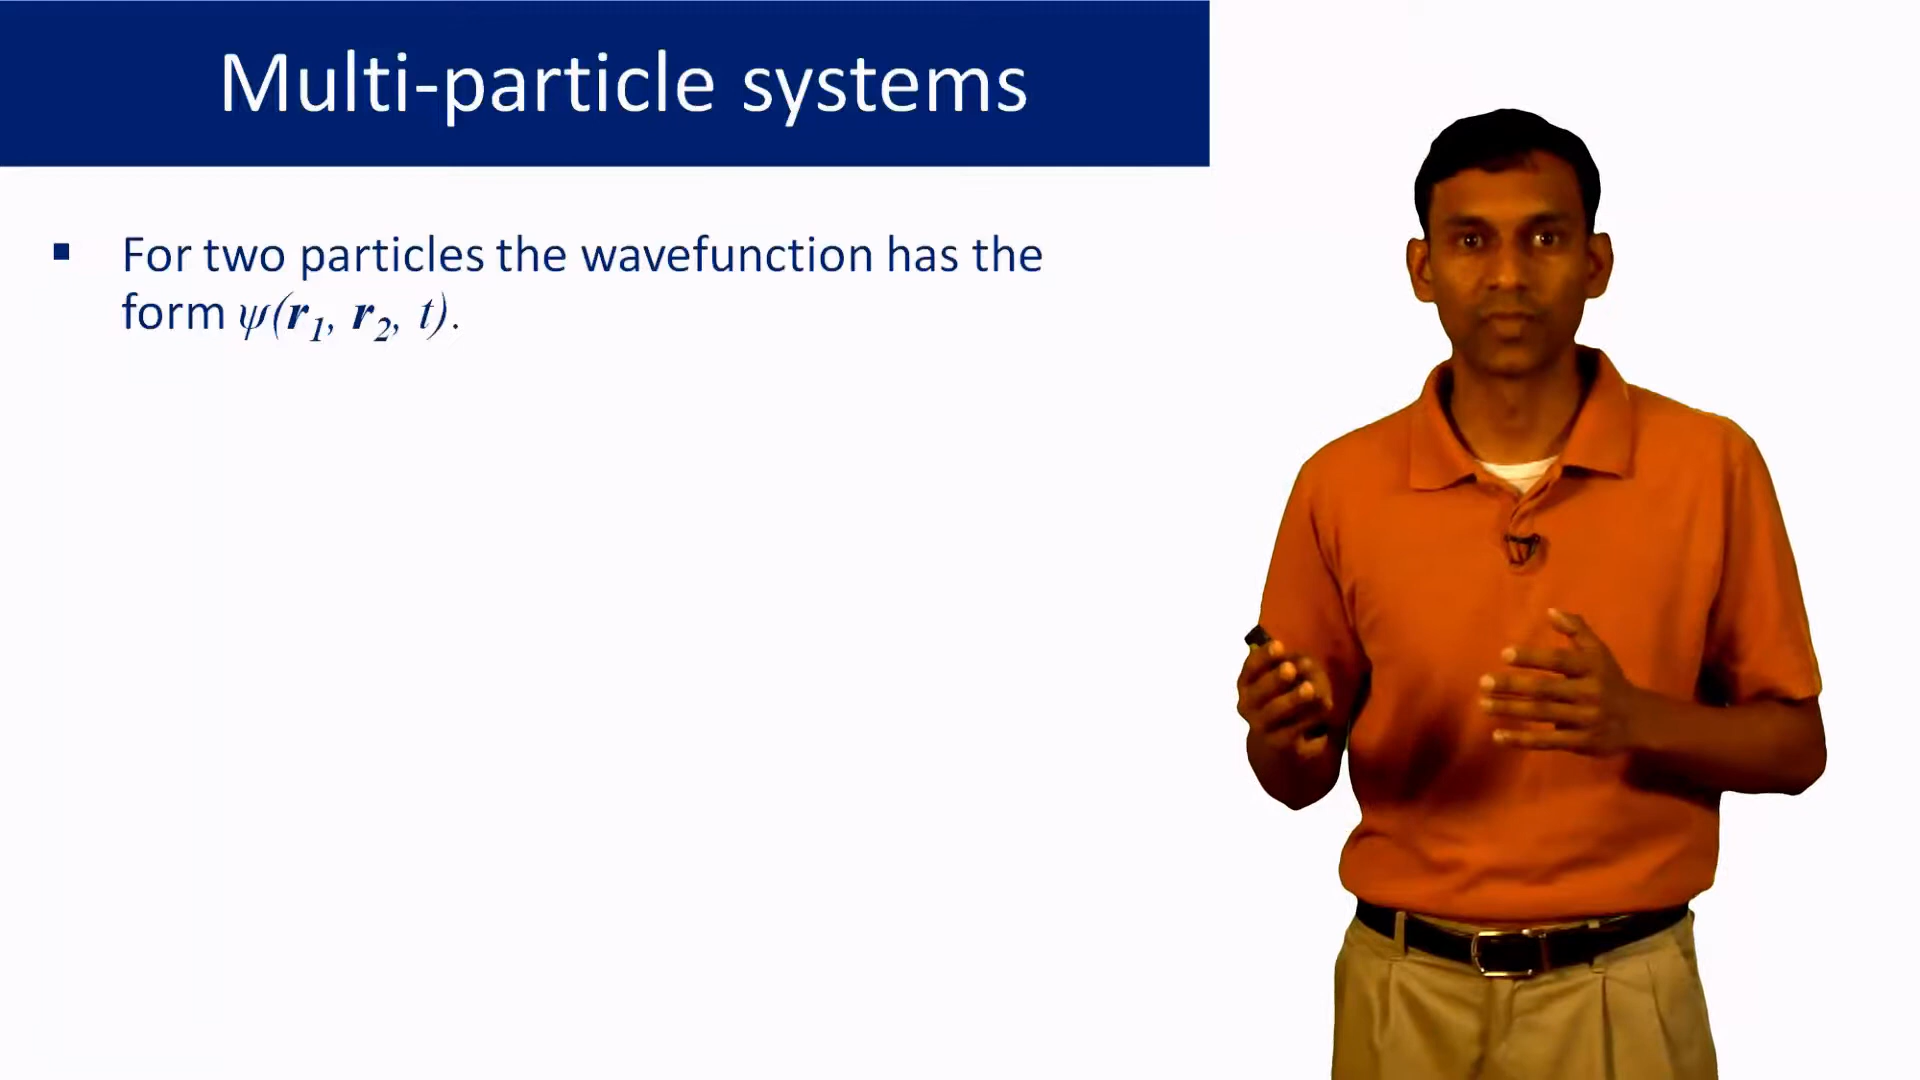 Multi-particle systems
▪ For two particles the wavefunction has the
form ψ(r₁, r₂, t).